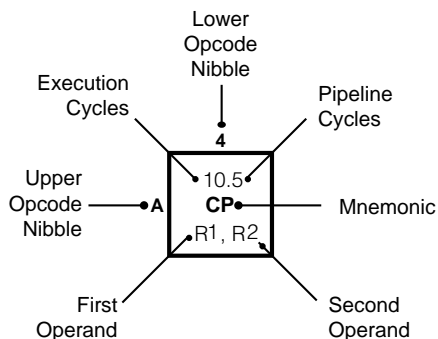 Lower
Opcode
Nibble
Execution
Cycles
Pipeline
Cycles
4
10.5
Upper
Opcode
Nibble
A
CP
Mnemonic
R1, R2
First
Operand
Second
Operand